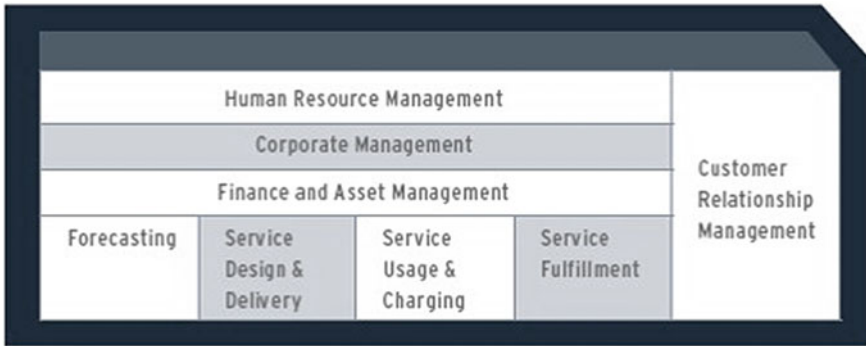 Human Resource Management
Corporate Management
Finance and Asset Management
Forecasting
Service
Design &
Delivery
Service
Usage &
Charging
Service
Fulfillment
Customer
Relationship
Management